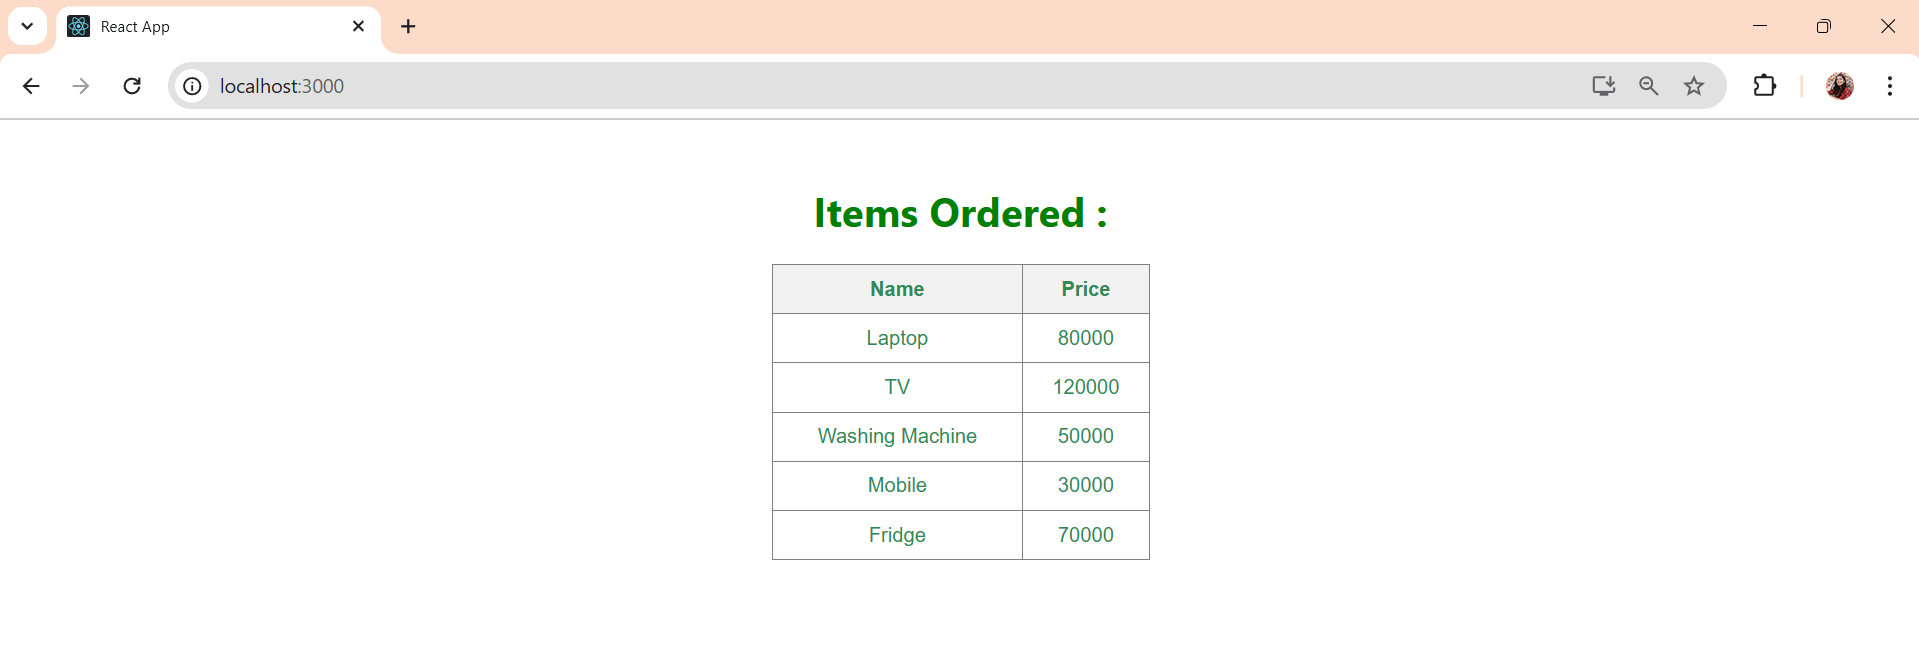 React App
localhost:3000
Items Ordered :
Name Price
Laptop 80000
TV 120000
Washing Machine 50000
Mobile 30000
Fridge 70000